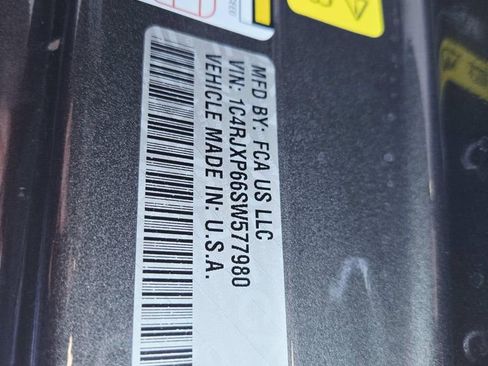 MFD BY: FCA US LLC
VIN: 1C4RJXP66SW577980
VEHICLE MADE IN: U.S.A.